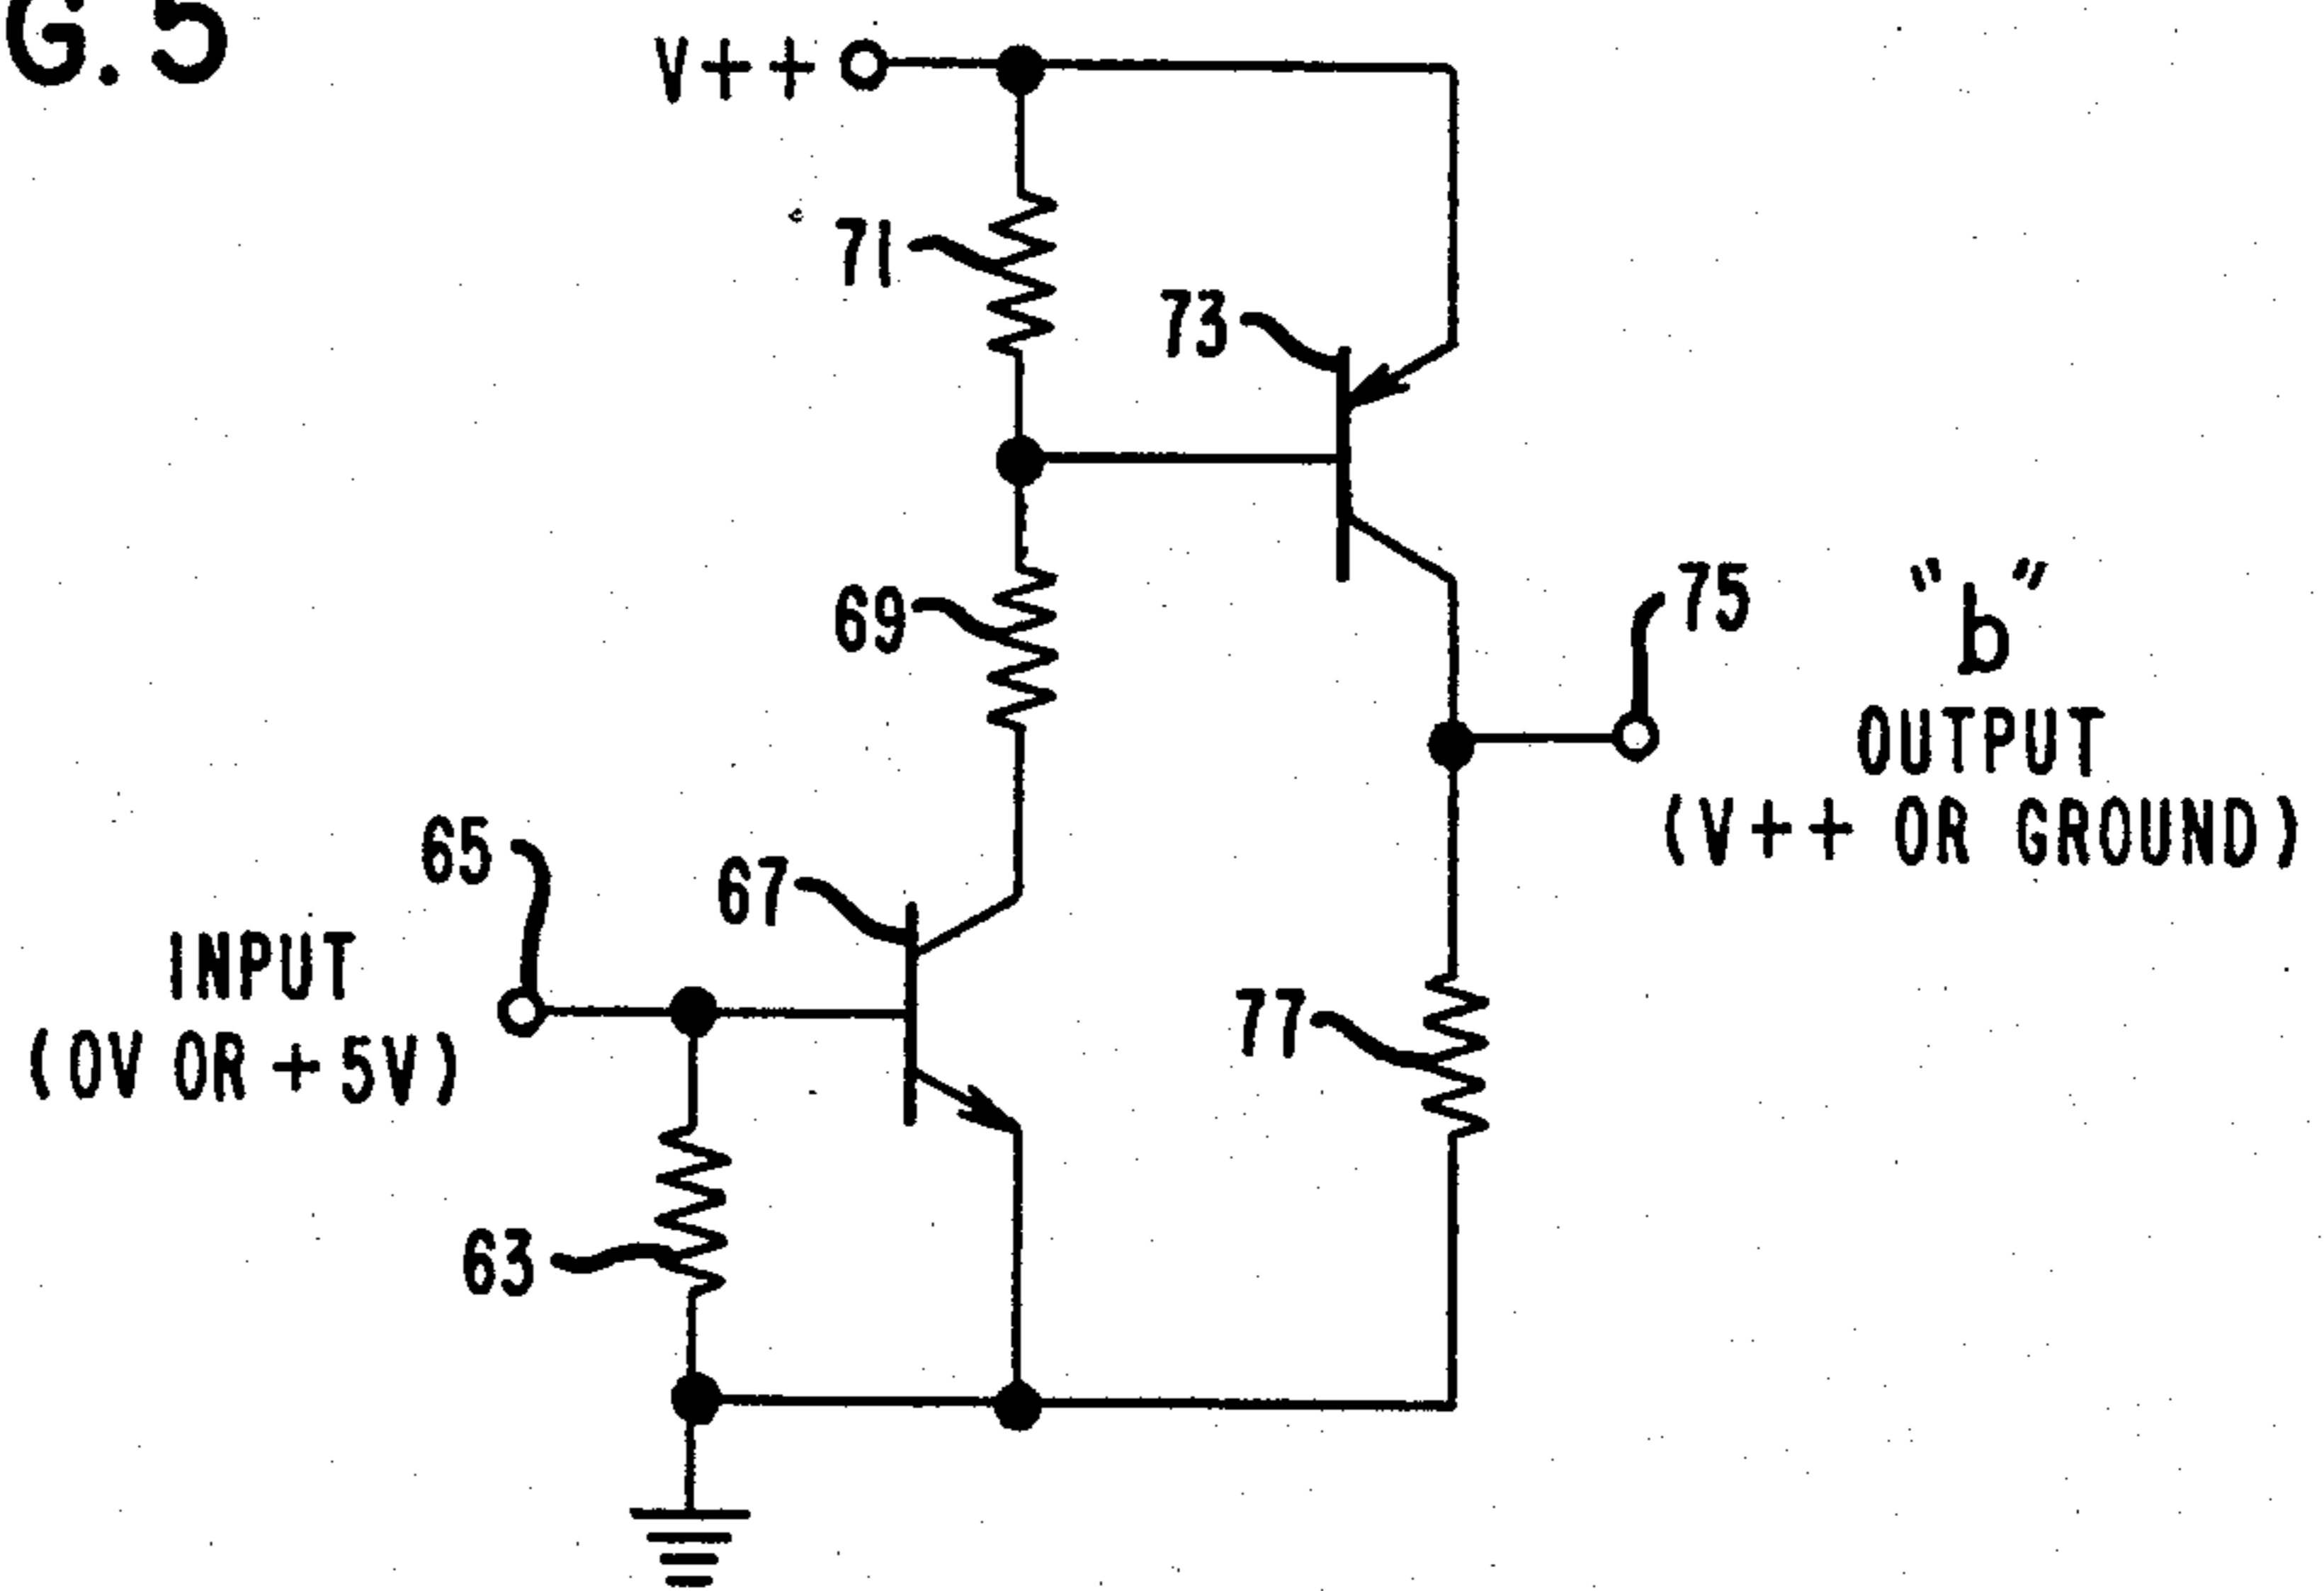 G. 5
V++
71
73
69
75
"b"
OUTPUT
(V++ OR GROUND)
65
67
INPUT
(0V OR +5V)
77
63